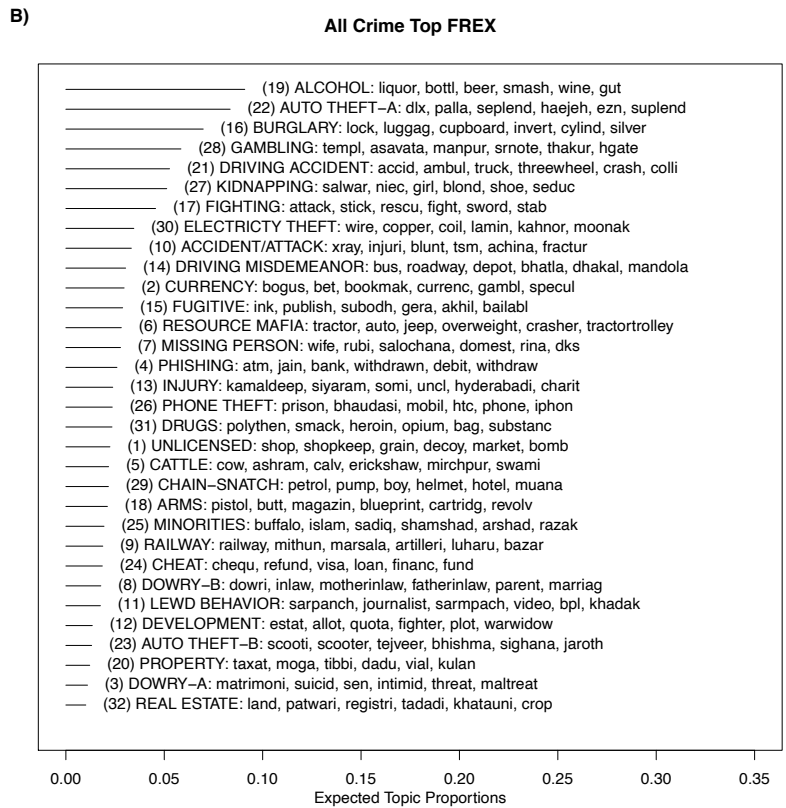 B)
All Crime Top FREX
(19) ALCOHOL: liquor, bottl, beer, smash, wine, gut
(22) AUTO THEFT−A: dlx, palla, seplend, haejeh, ezn, suplend
(16) BURGLARY: lock, luggag, cupboard, invert, cylind, silver
(28) GAMBLING: templ, asavata, manpur, srnote, thakur, hgate
(21) DRIVING ACCIDENT: accid, ambul, truck, threewheel, crash, colli
(27) KIDNAPPING: salwar, niec, girl, blond, shoe, seduc
(17) FIGHTING: attack, stick, rescu, fight, sword, stab
(30) ELECTRICTY THEFT: wire, copper, coil, lamin, kahnor, moonak
(10) ACCIDENT/ATTACK: xray, injuri, blunt, tsm, achina, fractur
(14) DRIVING MISDEMEANOR: bus, roadway, depot, bhatla, dhakal, mandola
(2) CURRENCY: bogus, bet, bookmak, currenc, gambl, specul
(15) FUGITIVE: ink, publish, subodh, gera, akhil, bailabl
(6) RESOURCE MAFIA: tractor, auto, jeep, overweight, crasher, tractortrolley
(7) MISSING PERSON: wife, rubi, salochana, domest, rina, dks
(4) PHISHING: atm, jain, bank, withdrawn, debit, withdraw
(13) INJURY: kamaldeep, siyaram, somi, uncl, hyderabadi, charit
(26) PHONE THEFT: prison, bhaudasi, mobil, htc, phone, iphon
(31) DRUGS: polythen, smack, heroin, opium, bag, substanc
(1) UNLICENSED: shop, shopkeep, grain, decoy, market, bomb
(5) CATTLE: cow, ashram, calv, erickshaw, mirchpur, swami
(29) CHAIN−SNATCH: petrol, pump, boy, helmet, hotel, muana
(18) ARMS: pistol, butt, magazin, blueprint, cartridg, revolv
(25) MINORITIES: buffalo, islam, sadiq, shamshad, arshad, razak
(9) RAILWAY: railway, mithun, marsala, artilleri, luharu, bazar
(24) CHEAT: chequ, refund, visa, loan, financ, fund
(8) DOWRY−B: dowri, inlaw, motherinlaw, fatherinlaw, parent, marriag
(11) LEWD BEHAVIOR: sarpanch, journalist, sarmpach, video, bpl, khadak
(12) DEVELOPMENT: estat, allot, quota, fighter, plot, warwidow
(23) AUTO THEFT−B: scooti, scooter, tejveer, bhishma, sighana, jaroth
(20) PROPERTY: taxat, moga, tibbi, dadu, vial, kulan
(3) DOWRY−A: matrimoni, suicid, sen, intimid, threat, maltreat
(32) REAL ESTATE: land, patwari, registri, tadadi, khatauni, crop
0.00 0.05 0.10 0.15 0.20 0.25 0.30 0.35
Expected Topic Proportions